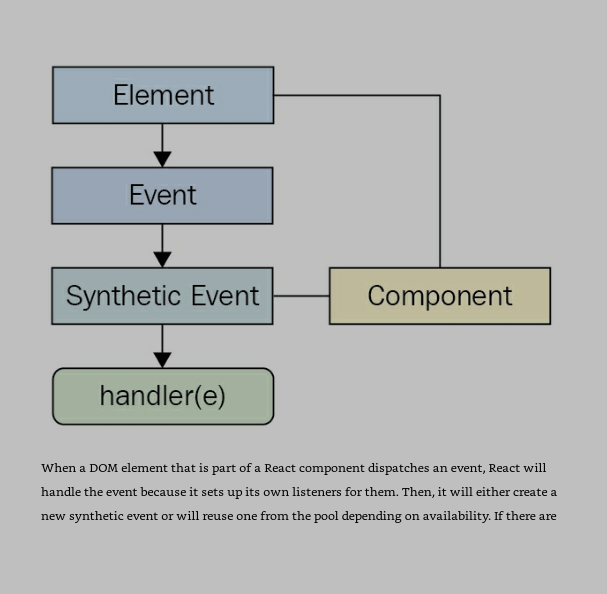 Element
Event
Synthetic Event
Component
handler(e)
When a DOM element that is part of a React component dispatches an event, React will
handle the event because it sets up its own listeners for them. Then, it will either create a
new synthetic event or will reuse one from the pool depending on availability. If there are